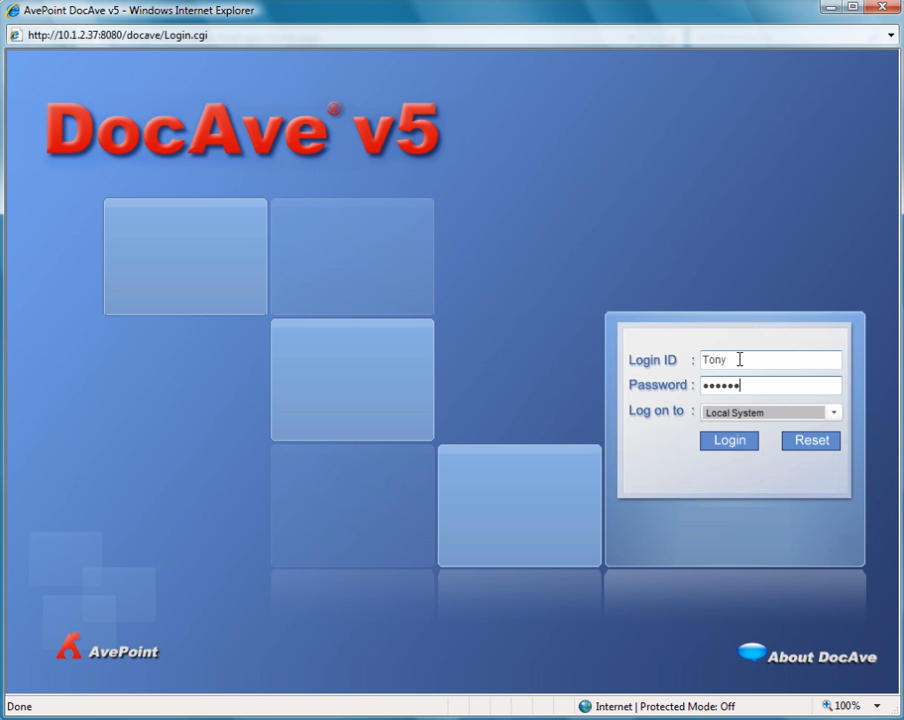 AvePoint DocAve v5 - Windows Internet Explorer
http://10.1.2.37:8080/docave/Login.cgi
DocAve® v5
Login ID : Tony
Password : ••••••
Log on to : Local System
Login Reset
AvePoint
About DocAve
Done
Internet | Protected Mode: Off
100%